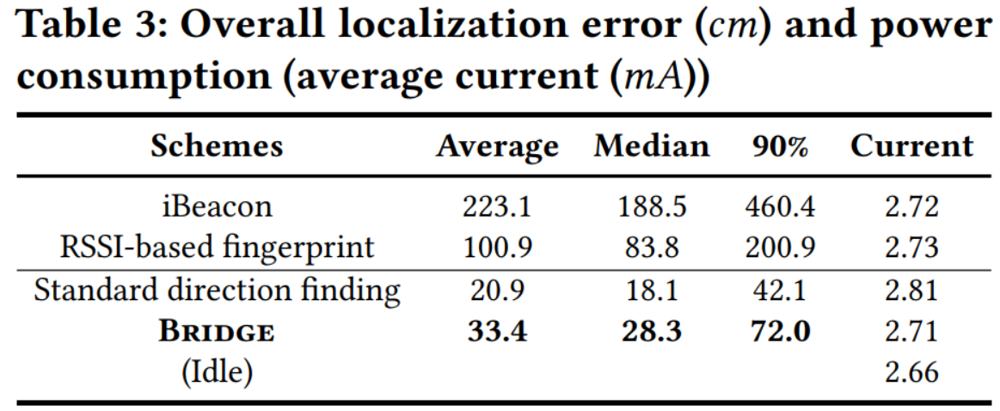 Table 3: Overall localization error (cm) and power
consumption (average current (mA))
Schemes Average Median 90% Current
iBeacon 223.1 188.5 460.4 2.72
RSSI-based fingerprint 100.9 83.8 200.9 2.73
Standard direction finding 20.9 18.1 42.1 2.81
BRIDGE 33.4 28.3 72.0 2.71
(Idle) 2.66